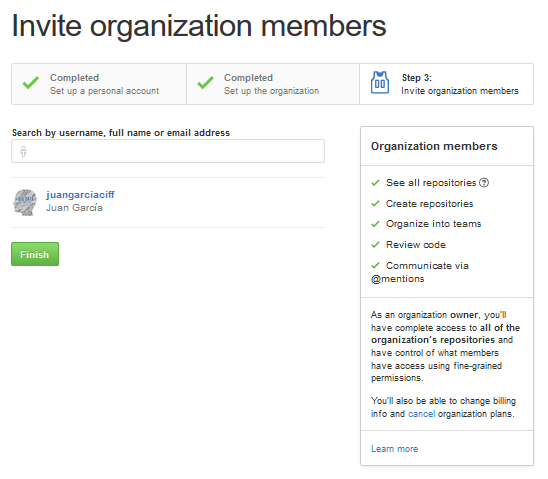 Invite organization members
Completed
Set up a personal account
Completed
Set up the organization
Step 3:
Invite organization members
Search by username, full name or email address
juangarciaciff
Juan García
Finish
Organization members
See all repositories
Create repositories
Organize into teams
Review code
Communicate via
@mentions
As an organization owner, you'll
have complete access to all of the
organization's repositories and
have control of what members
have access using fine-grained
permissions.
You'll also be able to change billing
info and cancel organization plans.
Learn more